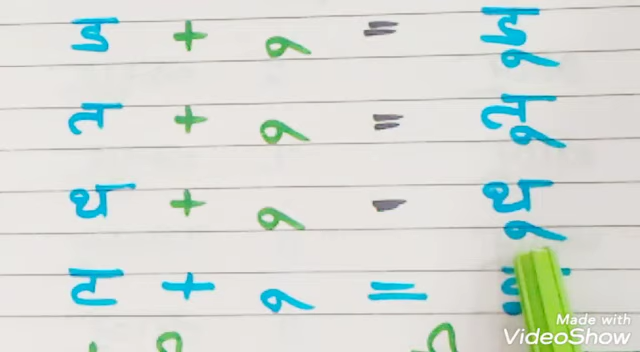 ड + ु = डु
त + ु = तु
थ + ु - थु
+ ु =
Made with
VideoShow